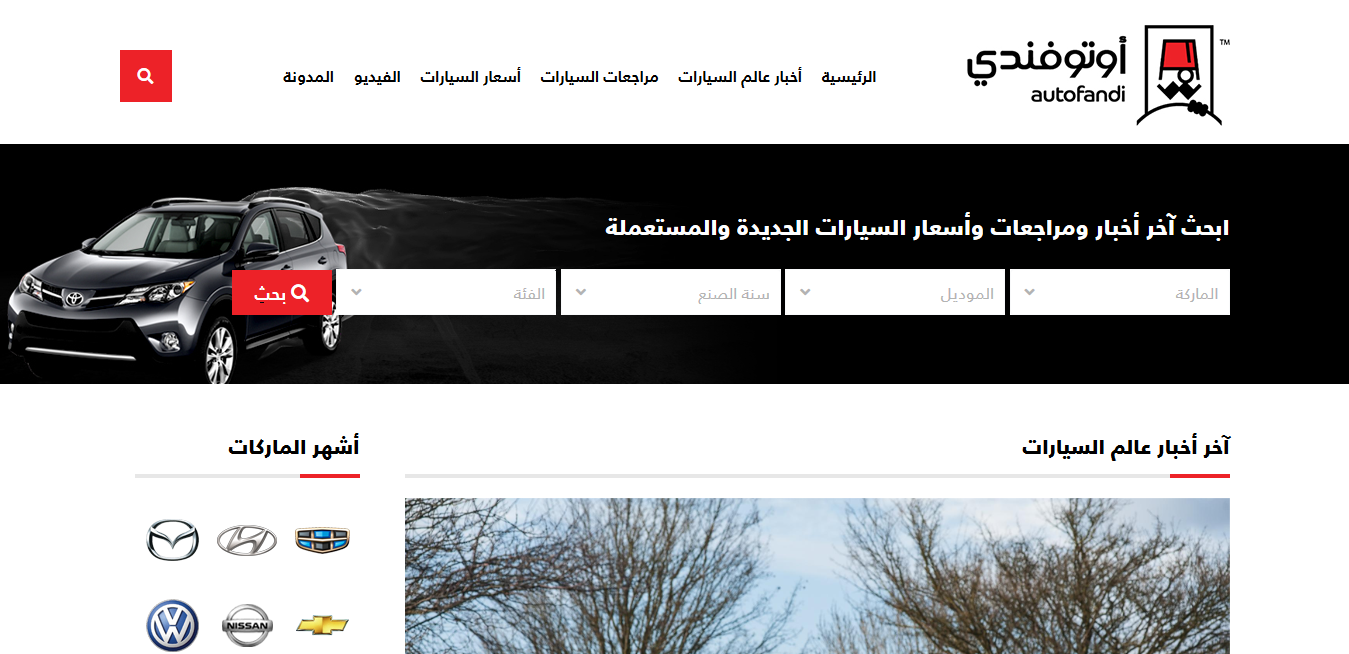 أوتوفندي
autofandi
TM
الرئيسية
أخبار عالم السيارات
مراجعات السيارات
أسعار السيارات
الفيديو
المدونة
ابحث آخر أخبار ومراجعات وأسعار السيارات الجديدة والمستعملة
الماركة
الموديل
سنة الصنع
الفئة
بحث
آخر أخبار عالم السيارات
أشهر الماركات
NISSAN